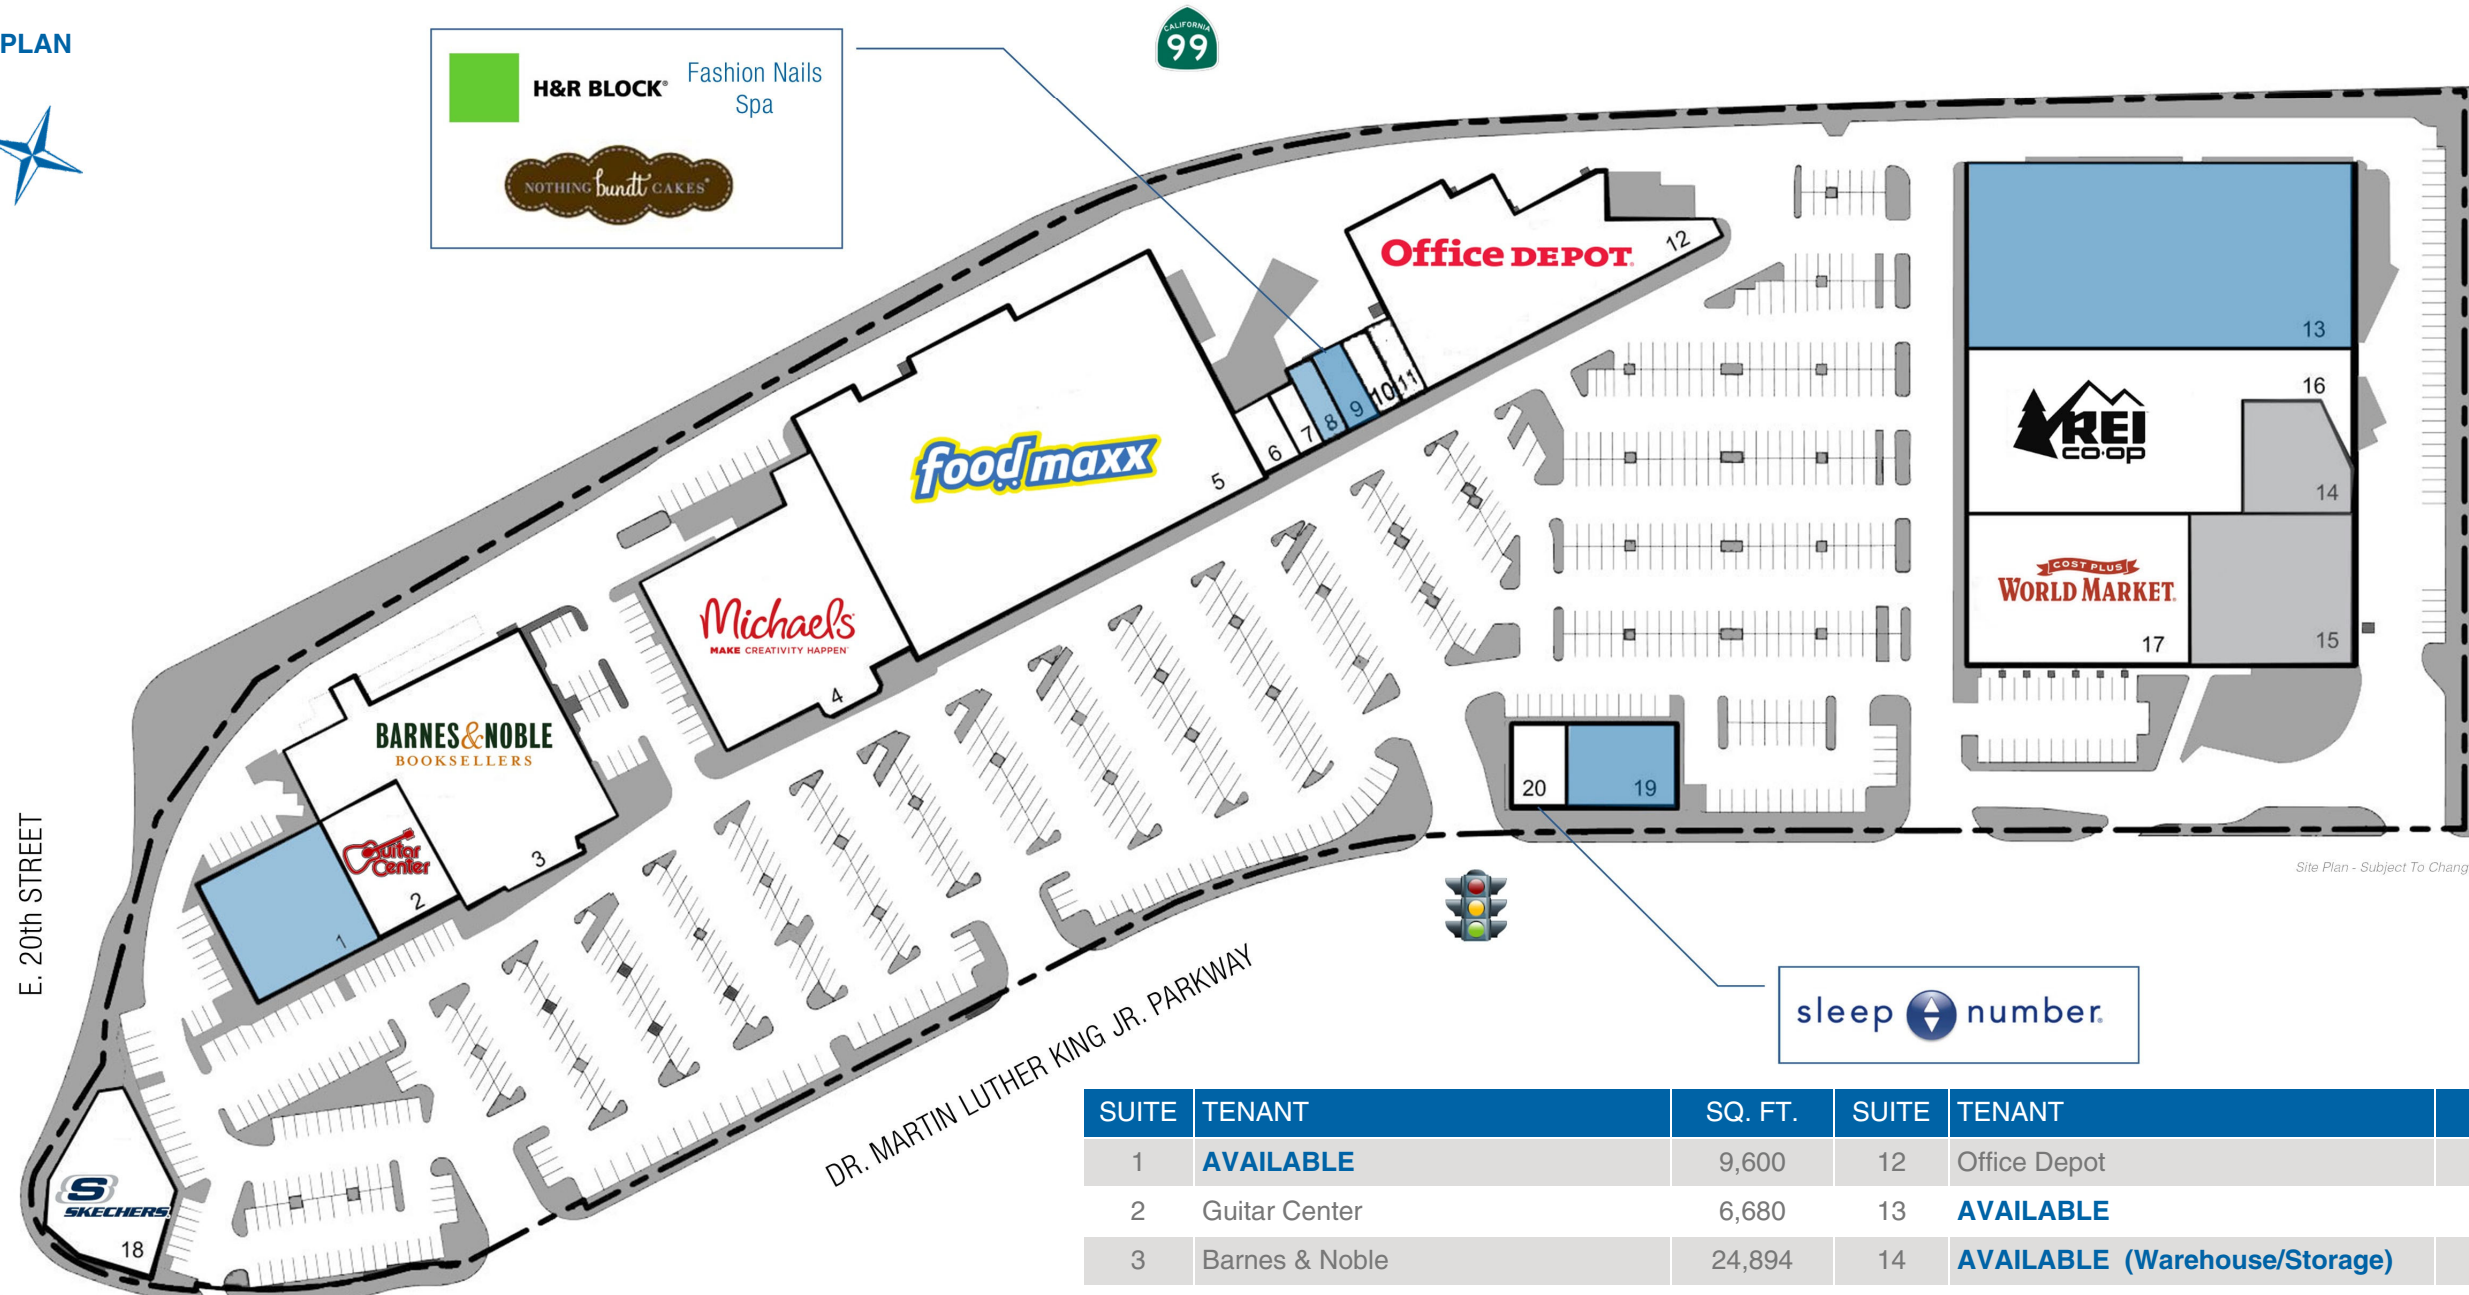 PLAN
CALIFORNIA
99
H&R BLOCK®
Fashion Nails
Spa
NOTHING bundt CAKES®
Office DEPOT.
12
13
16
REI
CO·OP
14
COST PLUS
WORLD MARKET.
17
15
foodmaxx
5
6
7
8
9
10
11
Michaels
MAKE CREATIVITY HAPPEN
4
BARNES&NOBLE
BOOKSELLERS
3
Guitar
Center
2
1
20
19
Site Plan - Subject To Chang
E. 20th STREET
DR. MARTIN LUTHER KING JR. PARKWAY
sleep number.
S
SKECHERS
18
SUITE TENANT SQ. FT. SUITE TENANT
1 AVAILABLE 9,600 12 Office Depot
2 Guitar Center 6,680 13 AVAILABLE
3 Barnes & Noble 24,894 14 AVAILABLE (Warehouse/Storage)